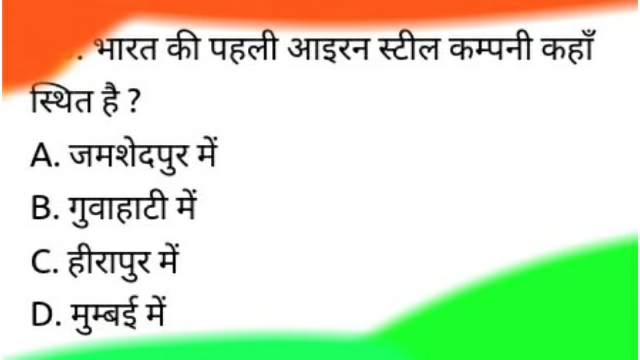 . भारत की पहली आइरन स्टील कम्पनी कहाँ
स्थित है ?
A. जमशेदपुर में
B. गुवाहाटी में
C. हीरापुर में
D. मुम्बई में